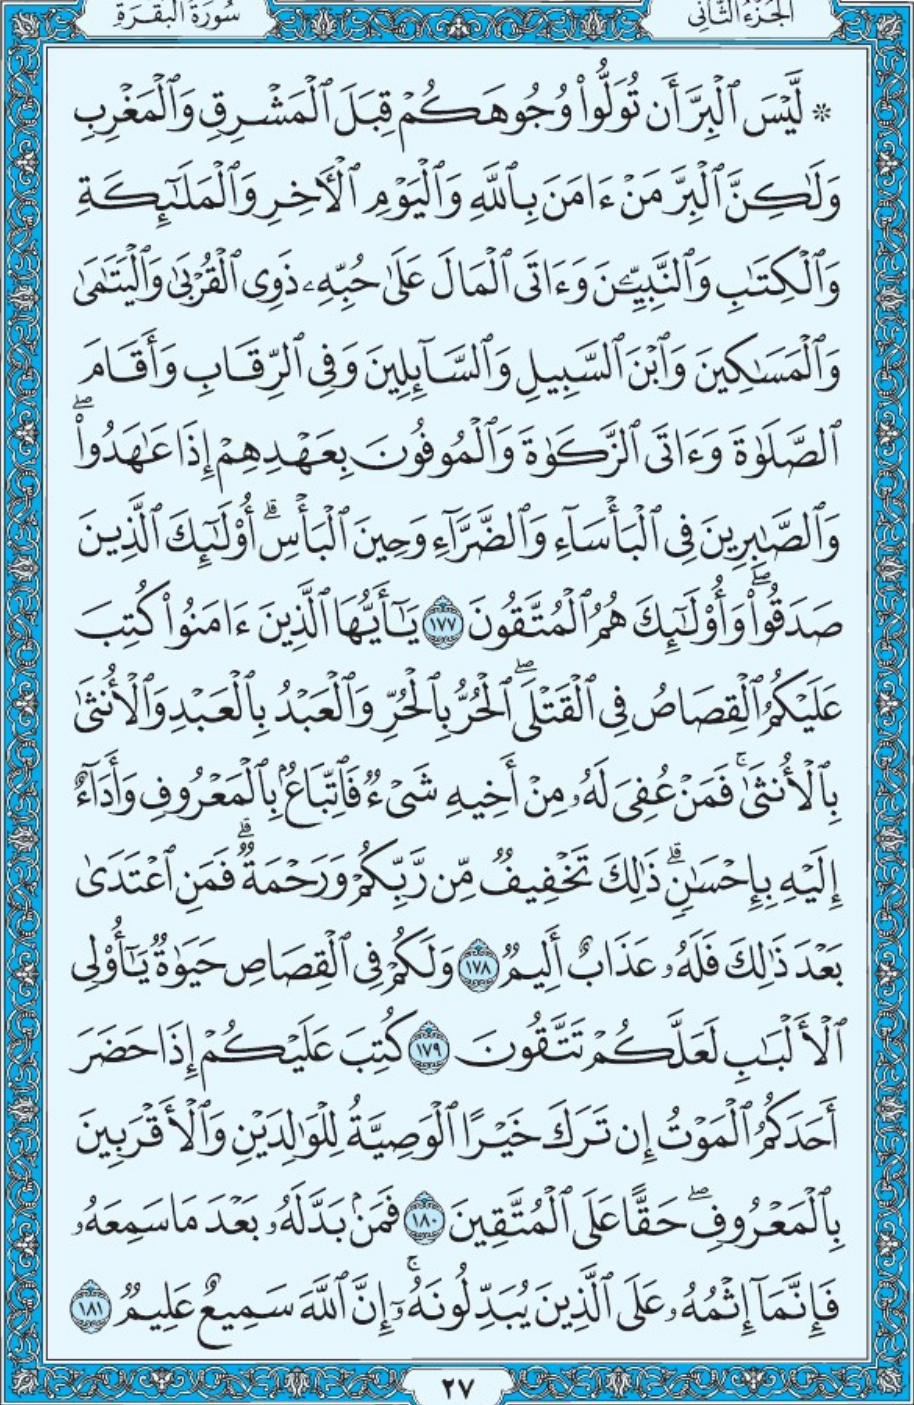 الجزء الثاني
سورة البقرة
۞ لَّيۡسَ ٱلۡبِرَّ أَن تُوَلُّواْ وُجُوهَكُمۡ قِبَلَ ٱلۡمَشۡرِقِ وَٱلۡمَغۡرِبِ
وَلَٰكِنَّ ٱلۡبِرَّ مَنۡ ءَامَنَ بِٱللَّهِ وَٱلۡيَوۡمِ ٱلۡأٓخِرِ وَٱلۡمَلَٰٓئِكَةِ
وَٱلۡكِتَٰبِ وَٱلنَّبِيِّـۧنَ وَءَاتَى ٱلۡمَالَ عَلَىٰ حُبِّهِۦ ذَوِي ٱلۡقُرۡبَىٰ وَٱلۡيَتَٰمَىٰ
وَٱلۡمَسَٰكِينَ وَٱبۡنَ ٱلسَّبِيلِ وَٱلسَّآئِلِينَ وَفِي ٱلرِّقَابِ وَأَقَامَ
ٱلصَّلَوٰةَ وَءَاتَى ٱلزَّكَوٰةَ وَٱلۡمُوفُونَ بِعَهۡدِهِمۡ إِذَا عَٰهَدُواْۖ
وَٱلصَّٰبِرِينَ فِي ٱلۡبَأۡسَآءِ وَٱلضَّرَّآءِ وَحِينَ ٱلۡبَأۡسِۗ أُوْلَٰٓئِكَ ٱلَّذِينَ
صَدَقُواْۖ وَأُوْلَٰٓئِكَ هُمُ ٱلۡمُتَّقُونَ ١٧٧ يَٰٓأَيُّهَا ٱلَّذِينَ ءَامَنُواْ كُتِبَ
عَلَيۡكُمُ ٱلۡقِصَاصُ فِي ٱلۡقَتۡلَىۖ ٱلۡحُرُّ بِٱلۡحُرِّ وَٱلۡعَبۡدُ بِٱلۡعَبۡدِ وَٱلۡأُنثَىٰ
بِٱلۡأُنثَىٰۚ فَمَنۡ عُفِيَ لَهُۥ مِنۡ أَخِيهِ شَيۡءٞ فَٱتِّبَاعُۢ بِٱلۡمَعۡرُوفِ وَأَدَآءٌ
إِلَيۡهِ بِإِحۡسَٰنٖۗ ذَٰلِكَ تَخۡفِيفٞ مِّن رَّبِّكُمۡ وَرَحۡمَةٞۗ فَمَنِ ٱعۡتَدَىٰ
بَعۡدَ ذَٰلِكَ فَلَهُۥ عَذَابٌ أَلِيمٞ ١٧٨ وَلَكُمۡ فِي ٱلۡقِصَاصِ حَيَوٰةٞ يَٰٓأُوْلِي
ٱلۡأَلۡبَٰبِ لَعَلَّكُمۡ تَتَّقُونَ ١٧٩ كُتِبَ عَلَيۡكُمۡ إِذَا حَضَرَ
أَحَدَكُمُ ٱلۡمَوۡتُ إِن تَرَكَ خَيۡرًا ٱلۡوَصِيَّةُ لِلۡوَٰلِدَيۡنِ وَٱلۡأَقۡرَبِينَ
بِٱلۡمَعۡرُوفِۖ حَقًّا عَلَى ٱلۡمُتَّقِينَ ١٨٠ فَمَنۢ بَدَّلَهُۥ بَعۡدَ مَا سَمِعَهُۥ
فَإِنَّمَآ إِثۡمُهُۥ عَلَى ٱلَّذِينَ يُبَدِّلُونَهُۥٓۚ إِنَّ ٱللَّهَ سَمِيعٌ عَلِيمٞ ١٨١
٢٧